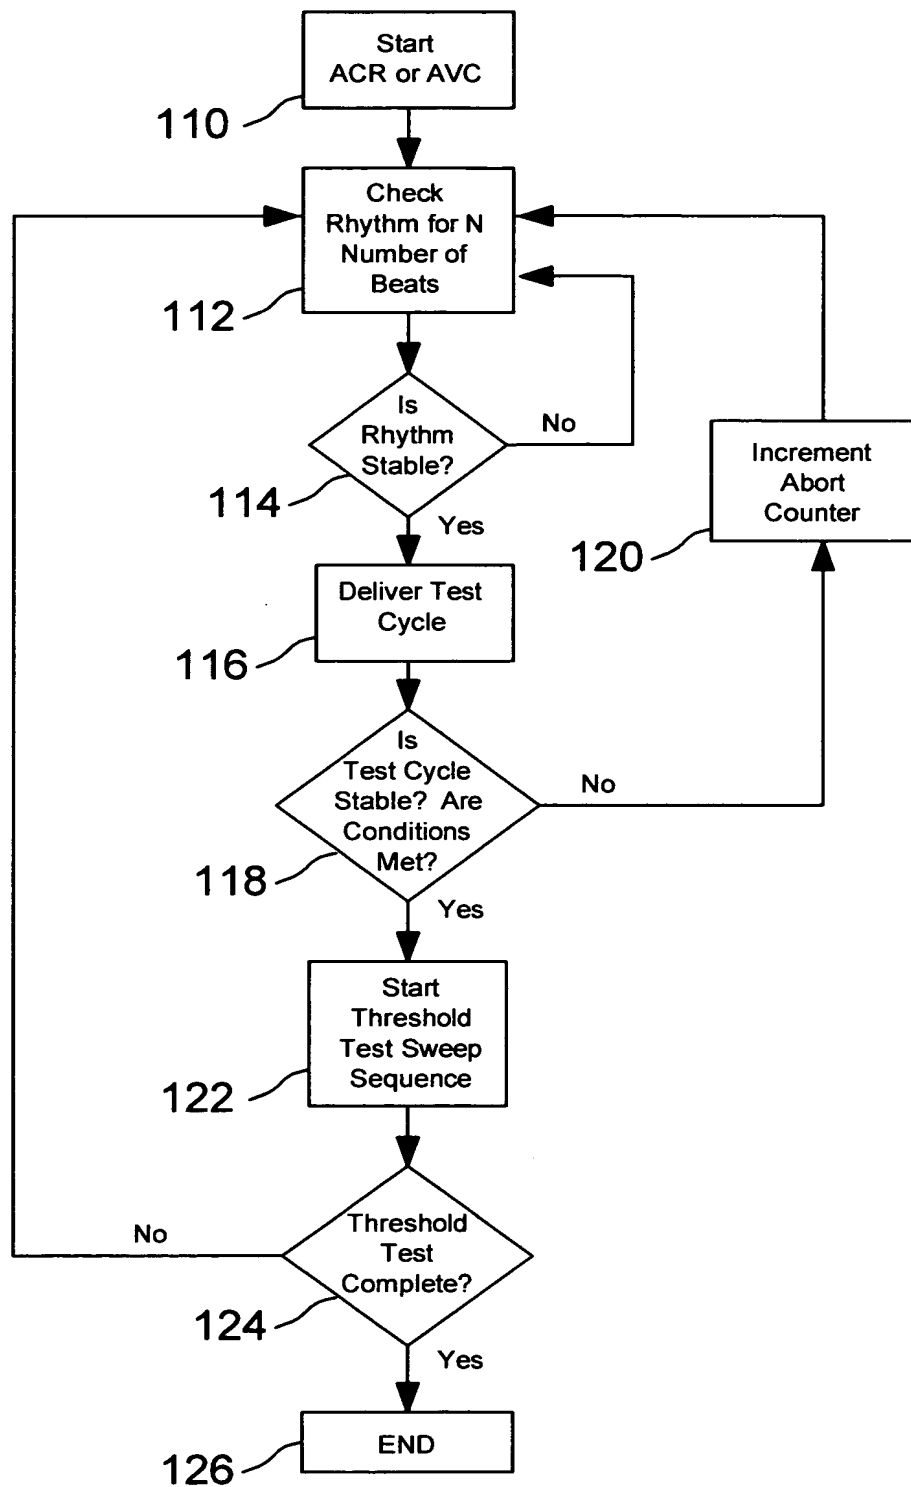 Start
ACR or AVC
110
Check
Rhythm for N
Number of
Beats
112
Is
Rhythm
Stable?
No
114
Yes
Increment
Abort
Counter
120
Deliver Test
Cycle
116
Is
Test Cycle
Stable? Are
Conditions
Met?
No
118
Yes
Start
Threshold
Test Sweep
Sequence
122
No
Threshold
Test
Complete?
124
Yes
END
126